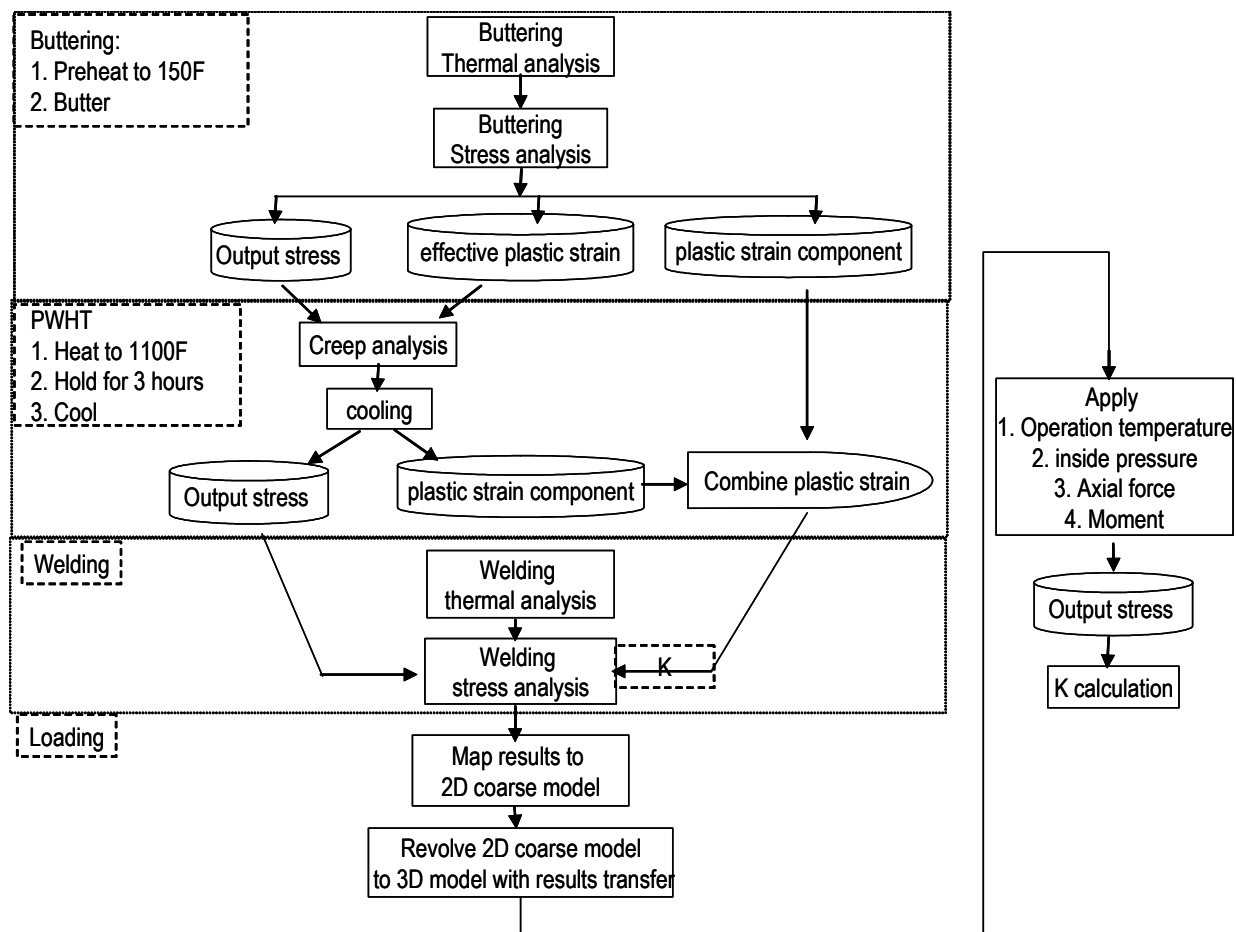 Buttering:
1. Preheat to 150F
2. Butter
Buttering
Thermal analysis
Buttering
Stress analysis
Output stress
effective plastic strain
plastic strain component
PWHT
1. Heat to 1100F
2. Hold for 3 hours
3. Cool
Creep analysis
cooling
Output stress
plastic strain component
Combine plastic strain
Welding
Welding
thermal analysis
Welding
stress analysis
K
Loading
Map results to
2D coarse model
Revolve 2D coarse model
to 3D model with results transfer
Apply
1. Operation temperature
2. inside pressure
3. Axial force
4. Moment
Output stress
K calculation